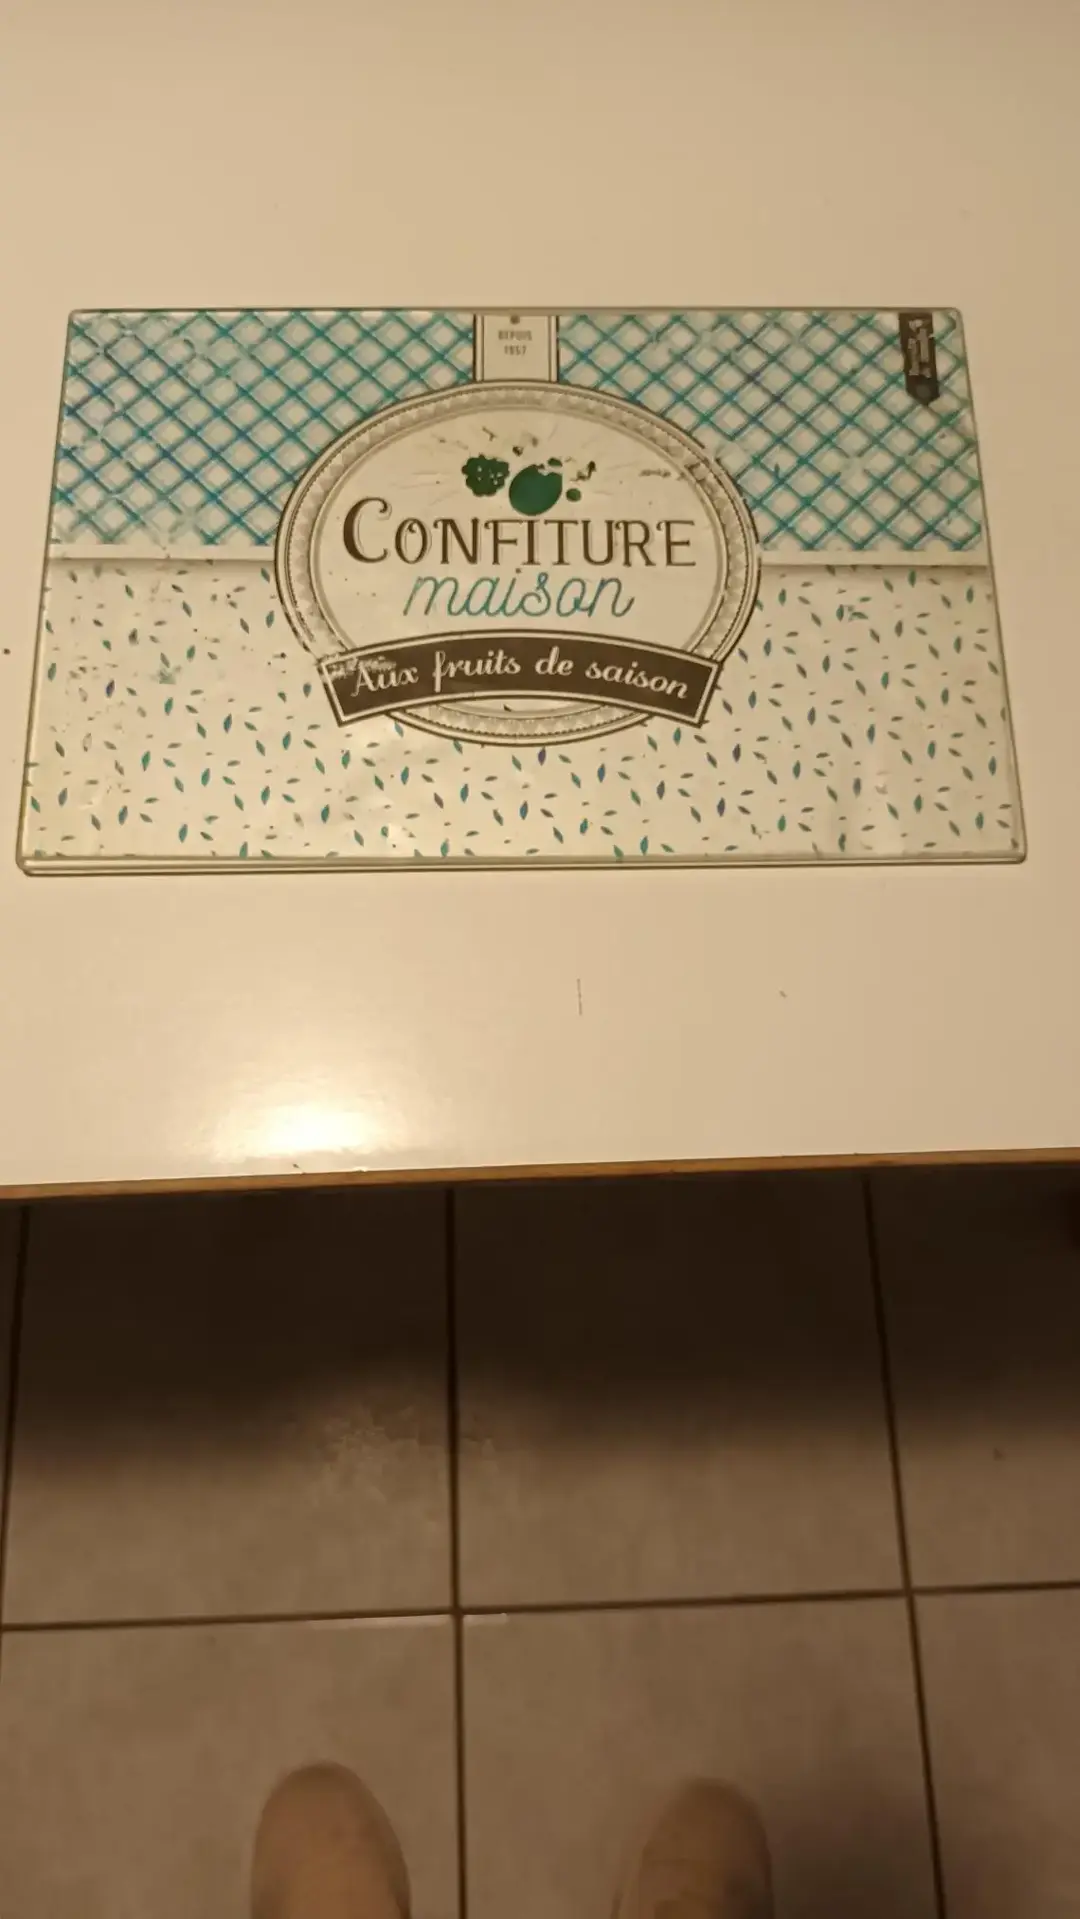 DEPUIS
1957
CONFITURE
maison
Aux fruits de saison